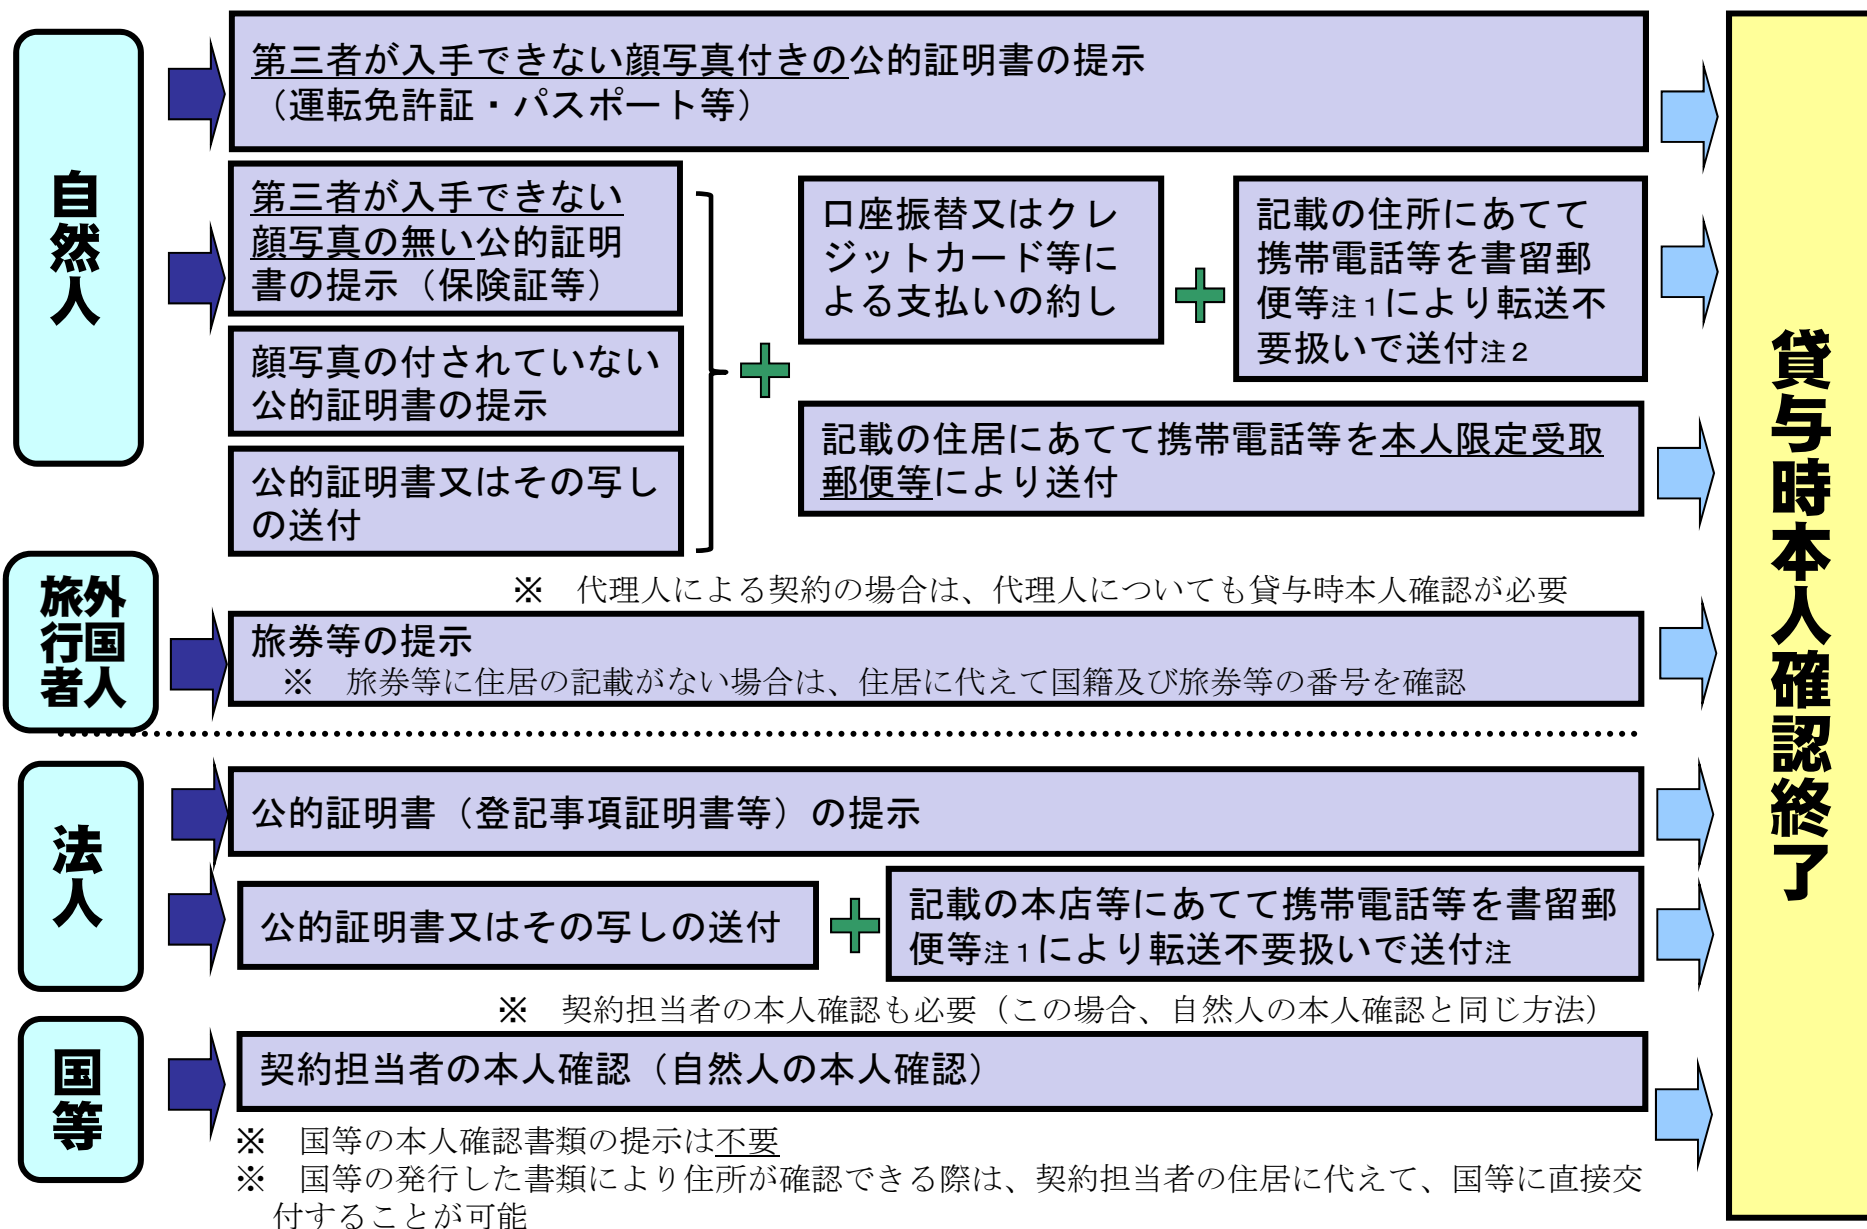 自然人
第三者が入手できない顔写真付きの公的証明書の提示
（運転免許証・パスポート等）
第三者が入手できない
顔写真の無い公的証明
書の提示（保険証等）
顔写真の付されていない
公的証明書の提示
公的証明書又はその写し
の送付
口座振替又はクレ
ジットカード等に
よる支払いの約し
記載の住所にあてて
携帯電話等を書留郵
便等注1により転送不
要扱いで送付注2
記載の住居にあてて携帯電話等を本人限定受取
郵便等により送付
※　代理人による契約の場合は、代理人についても貸与時本人確認が必要
外国人
旅行者
旅券等の提示
※　旅券等に住居の記載がない場合は、住居に代えて国籍及び旅券等の番号を確認
法人
公的証明書（登記事項証明書等）の提示
公的証明書又はその写しの送付
記載の本店等にあてて携帯電話等を書留郵
便等注1により転送不要扱いで送付注
※　契約担当者の本人確認も必要（この場合、自然人の本人確認と同じ方法）
国等
契約担当者の本人確認（自然人の本人確認）
※　国等の本人確認書類の提示は不要
※　国等の発行した書類により住所が確認できる際は、契約担当者の住居に代えて、国等に直接交
付することが可能
貸与時本人確認終了